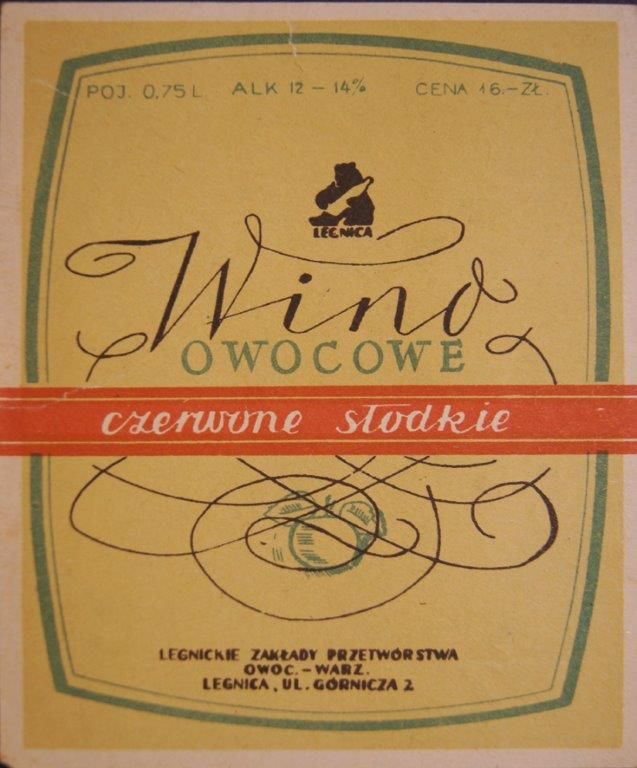 POJ. 0,75 L. ALK 12 – 14% CENA 16.-ZŁ.
LEGNICA
Wino
OWOCOWE
czerwone słodkie
LEGNICKIE ZAKŁADY PRZETWÓRSTWA
OWOC.-WARZ.
LEGNICA, UL. GÓRNICZA 2